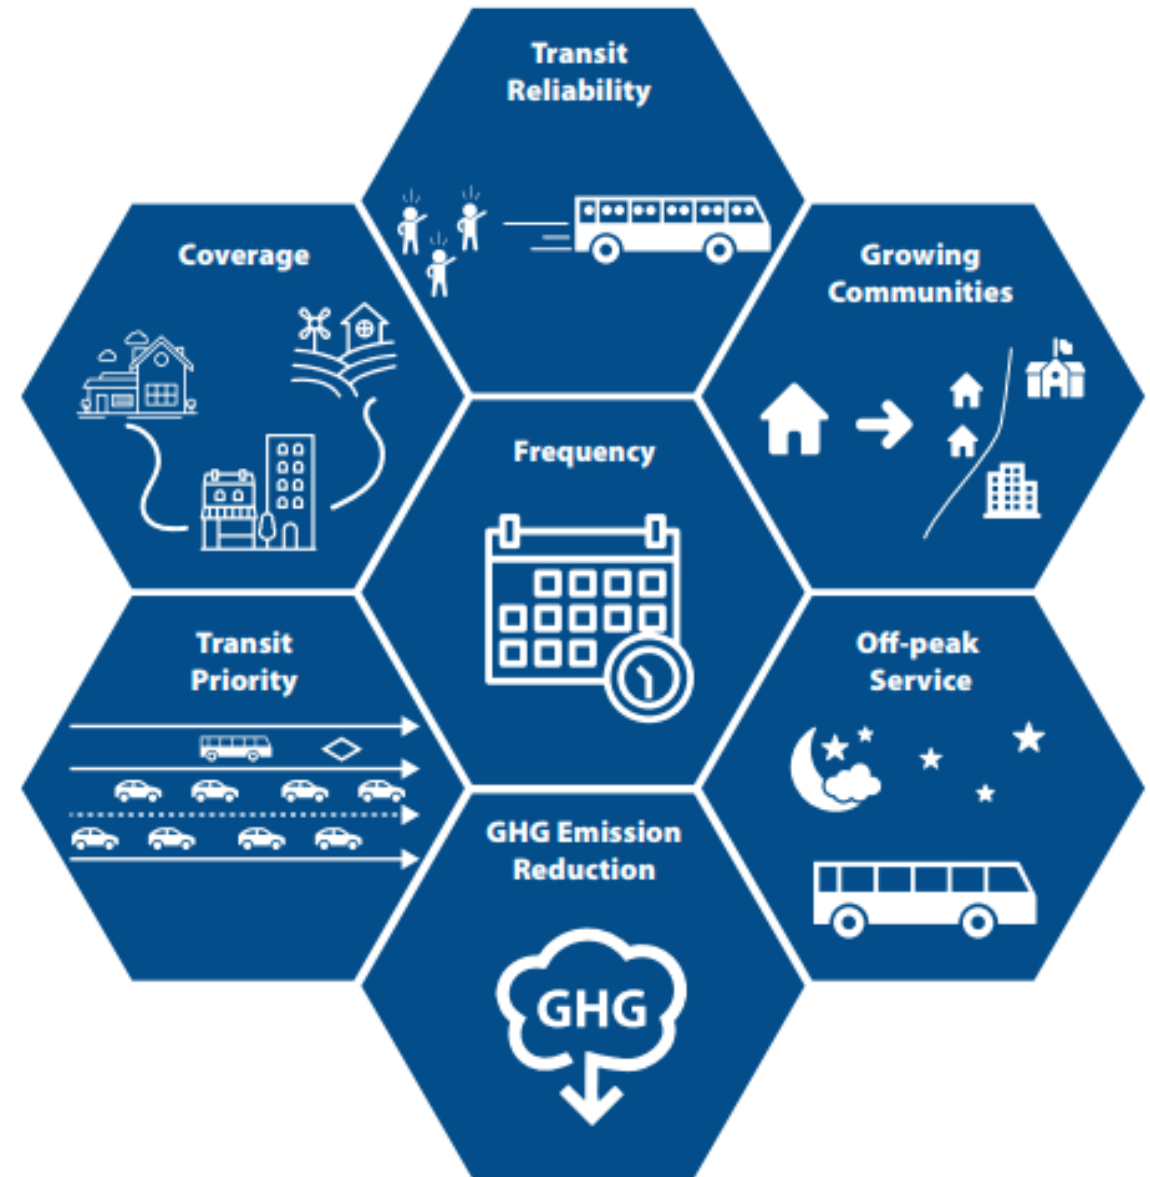 Transit
Reliability
Coverage
Growing
Communities
Frequency
Transit
Priority
Off-peak
Service
GHG Emission
Reduction
GHG